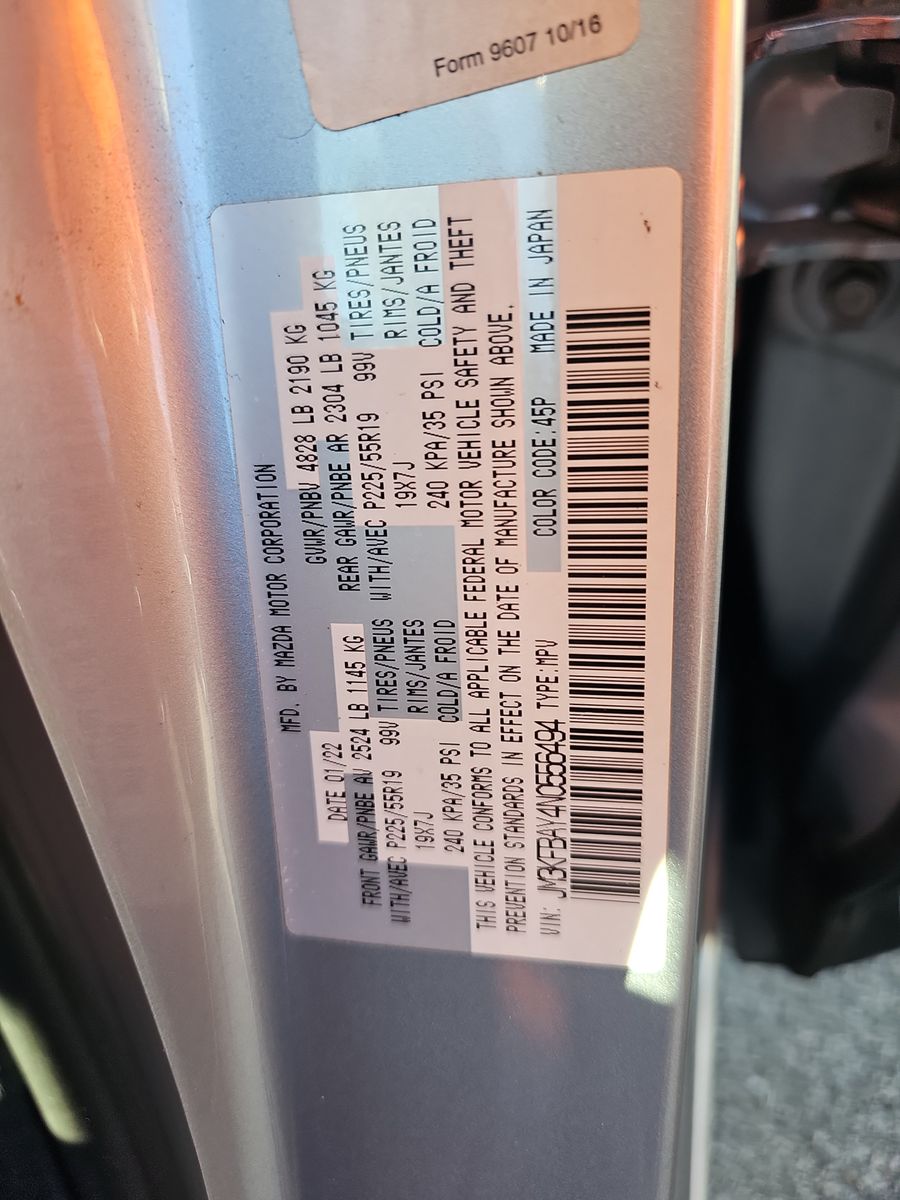 Form 9607 10/16
MFD. BY MAZDA MOTOR CORPORATION
DATE 01/22 GVWR/PNBV 4828 LB 2190 KG
FRONT GAWR/PNBE AV 2524 LB 1145 KG REAR GAWR/PNBE AR 2304 LB 1045 KG
WITH/AVEC P225/55R19 99V TIRES/PNEUS WITH/AVEC P225/55R19 99V TIRES/PNEUS
19X7J RIMS/JANTES 19X7J RIMS/JANTES
240 KPA/35 PSI COLD/A FROID 240 KPA/35 PSI COLD/A FROID
THIS VEHICLE CONFORMS TO ALL APPLICABLE FEDERAL MOTOR VEHICLE SAFETY AND THEFT
PREVENTION STANDARDS IN EFFECT ON THE DATE OF MANUFACTURE SHOWN ABOVE.
VIN: JM3KFBAY4N0556494 TYPE:MPV COLOR CODE:45P MADE IN JAPAN